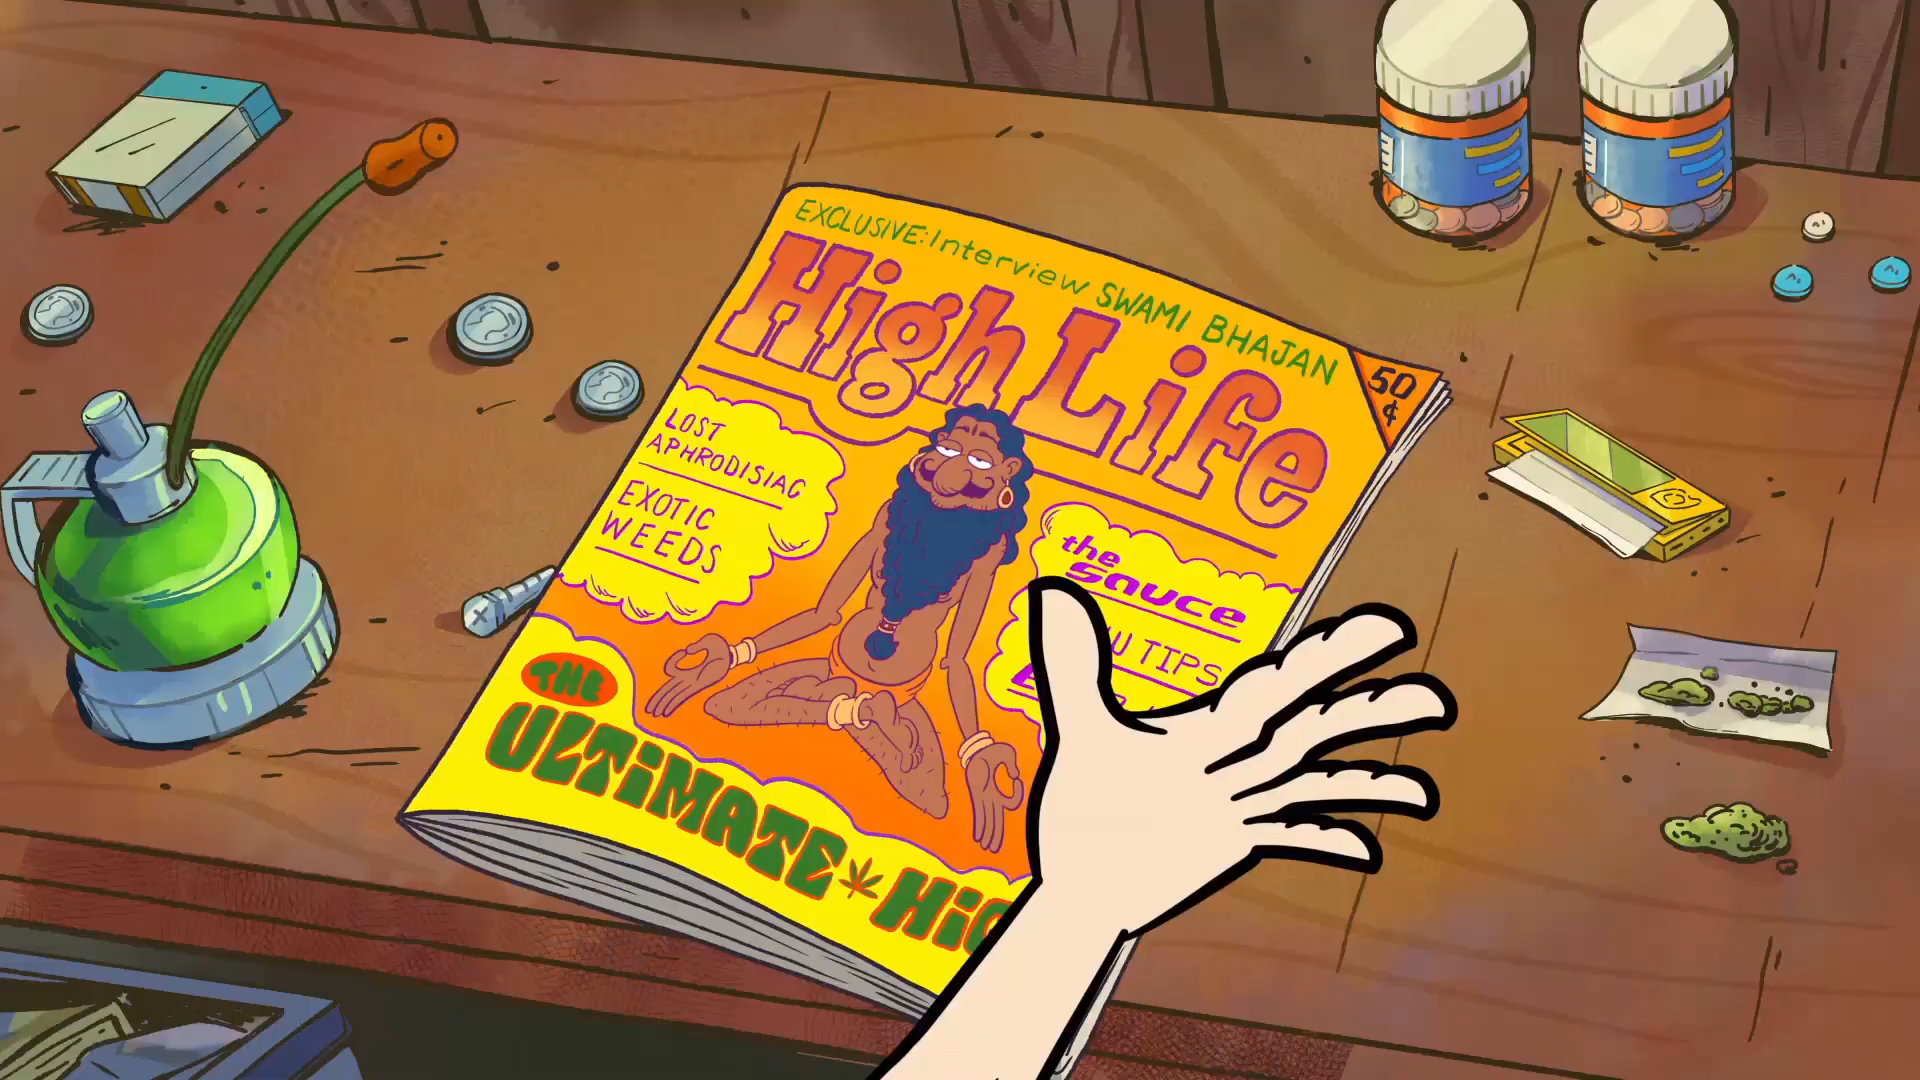 EXCLUSIVE: Interview SWAMI BHAJAN
High Life
50
¢
LOST
APHRODISIAC
EXOTIC
WEEDS
the
sauce
TIPS
THE
ULTiMATE